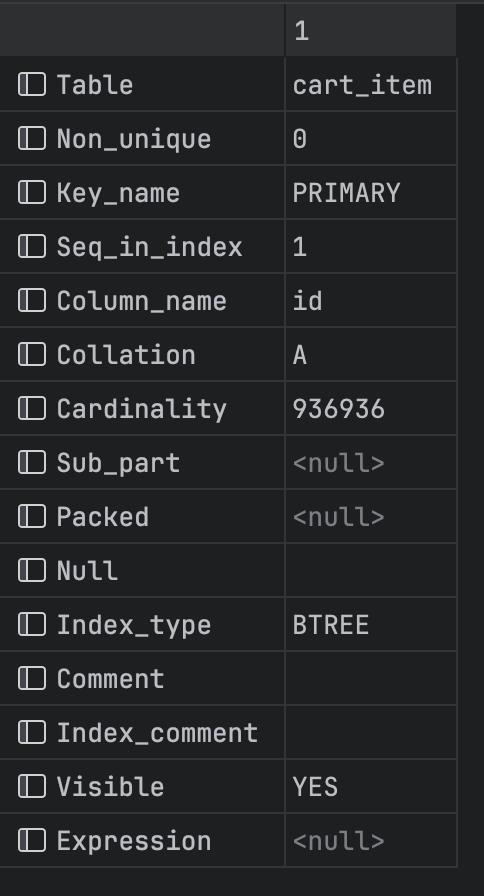 1
Table cart_item
Non_unique 0
Key_name PRIMARY
Seq_in_index 1
Column_name id
Collation A
Cardinality 936936
Sub_part <null>
Packed <null>
Null
Index_type BTREE
Comment
Index_comment
Visible YES
Expression <null>